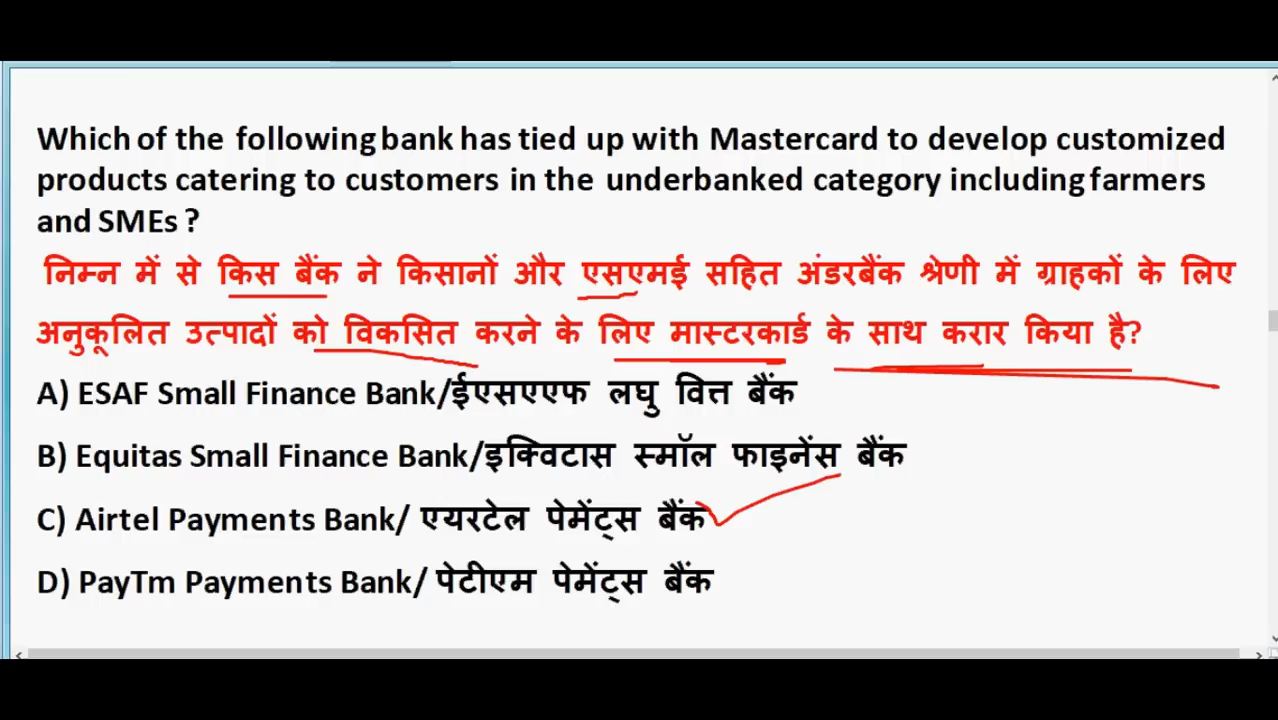 Which of the following bank has tied up with Mastercard to develop customized
products catering to customers in the underbanked category including farmers
and SMEs ?
निम्न में से किस बैंक ने किसानों और एसएमई सहित अंडरबैंक श्रेणी में ग्राहकों के लिए
अनुकूलित उत्पादों को विकसित करने के लिए मास्टरकार्ड के साथ करार किया है?
A) ESAF Small Finance Bank/ईएसएएफ लघु वित्त बैंक
B) Equitas Small Finance Bank/इक्विटास स्मॉल फाइनेंस बैंक
C) Airtel Payments Bank/ एयरटेल पेमेंट्स बैंक
D) PayTm Payments Bank/ पेटीएम पेमेंट्स बैंक